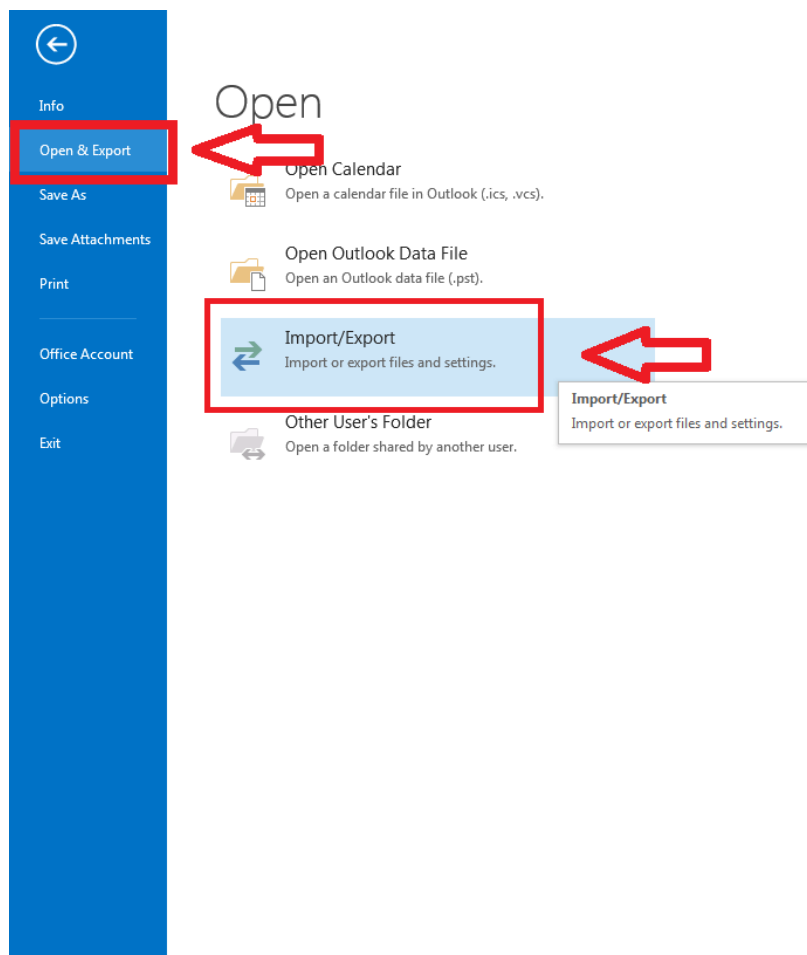 Info
Open & Export
Save As
Save Attachments
Print
Office Account
Options
Exit
Open
Open Calendar
Open a calendar file in Outlook (.ics, .vcs).
Open Outlook Data File
Open an Outlook data file (.pst).
Import/Export
Import or export files and settings.
Import/Export
Import or export files and settings.
Other User's Folder
Open a folder shared by another user.